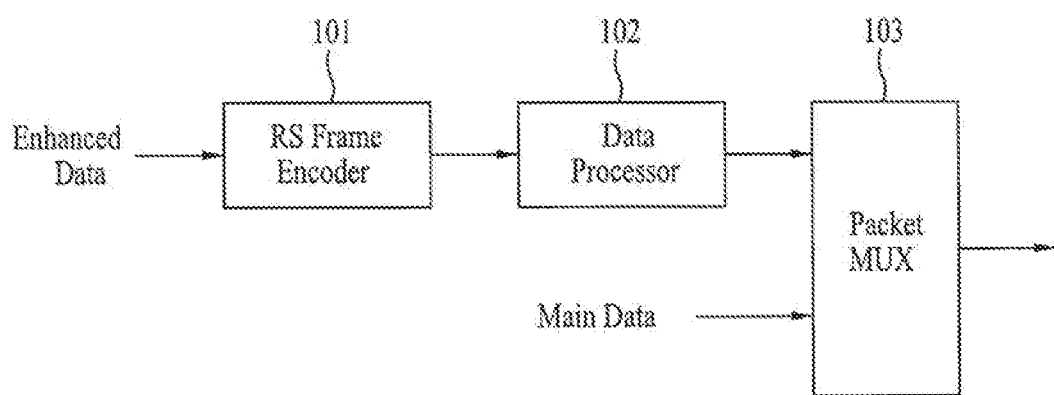 101
102
103
Enhanced
Data
RS Frame
Encoder
Data
Processor
Packet
MUX
Main Data